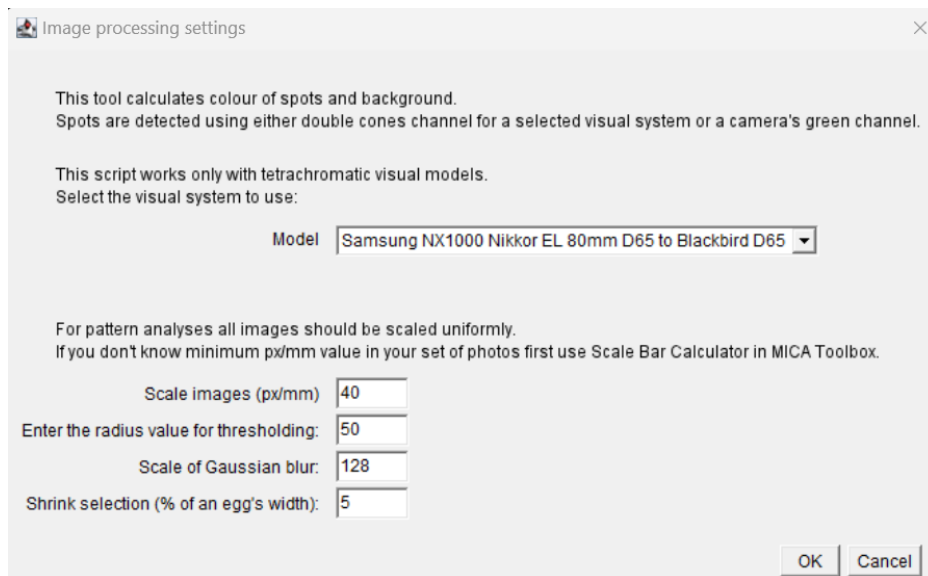 Image processing settings
This tool calculates colour of spots and background.
Spots are detected using either double cones channel for a selected visual system or a camera's green channel.
This script works only with tetrachromatic visual models.
Select the visual system to use:
Model Samsung NX1000 Nikkor EL 80mm D65 to Blackbird D65
For pattern analyses all images should be scaled uniformly.
If you don't know minimum px/mm value in your set of photos first use Scale Bar Calculator in MICA Toolbox.
Scale images (px/mm) 40
Enter the radius value for thresholding: 50
Scale of Gaussian blur: 128
Shrink selection (% of an egg's width): 5
OK Cancel